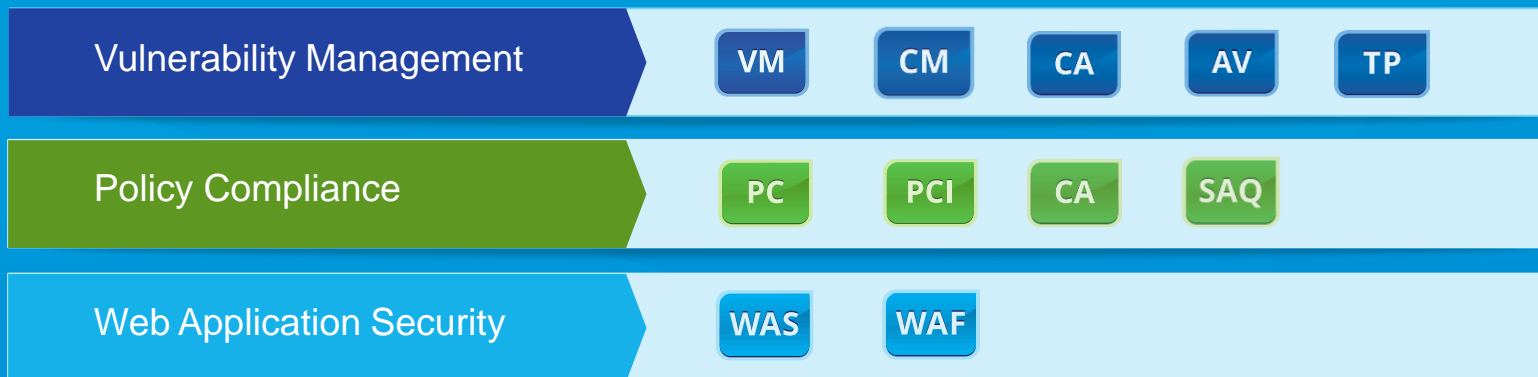 Vulnerability Management VM CM CA AV TP
Policy Compliance PC PCI CA SAQ
Web Application Security WAS WAF